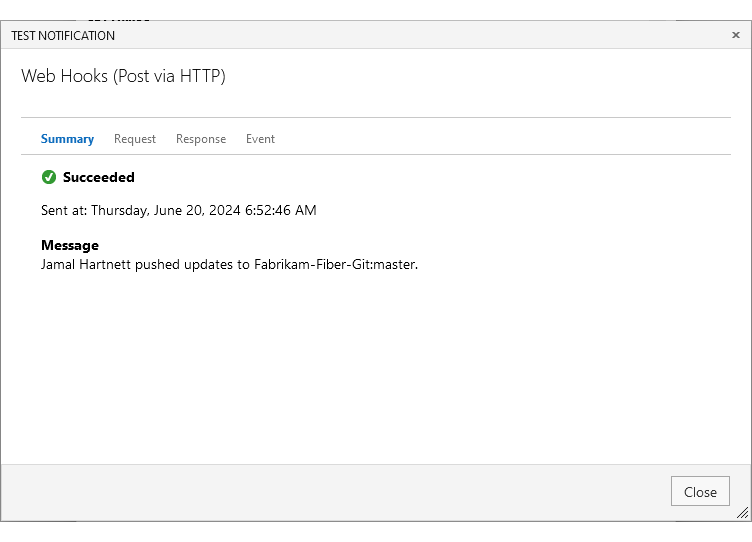 TEST NOTIFICATION
Web Hooks (Post via HTTP)
Summary Request Response Event
Succeeded
Sent at: Thursday, June 20, 2024 6:52:46 AM
Message
Jamal Hartnett pushed updates to Fabrikam-Fiber-Git:master.
Close